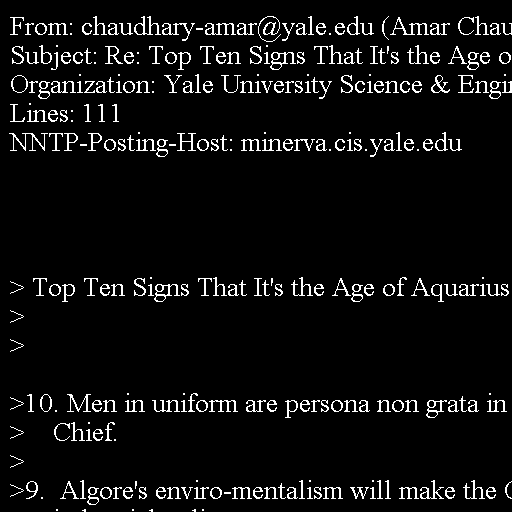 From: chaudhary-amar@yale.edu (Amar Chau
Subject: Re: Top Ten Signs That It's the Age o
Organization: Yale University Science & Engi
Lines: 111
NNTP-Posting-Host: minerva.cis.yale.edu
> Top Ten Signs That It's the Age of Aquarius
>
>
>10. Men in uniform are persona non grata in
>    Chief.
>
>9.  Algore's enviro-mentalism will make the